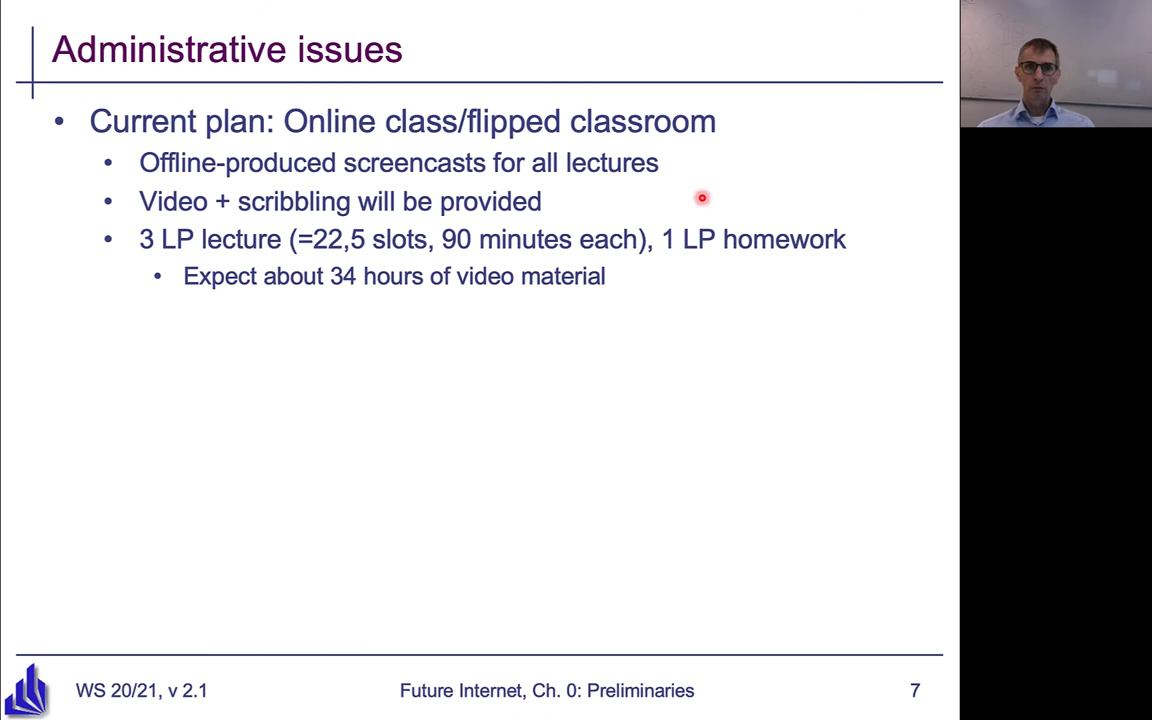 Administrative issues
• Current plan: Online class/flipped classroom
• Offline-produced screencasts for all lectures
• Video + scribbling will be provided
• 3 LP lecture (=22,5 slots, 90 minutes each), 1 LP homework
• Expect about 34 hours of video material
WS 20/21, v 2.1
Future Internet, Ch. 0: Preliminaries
7